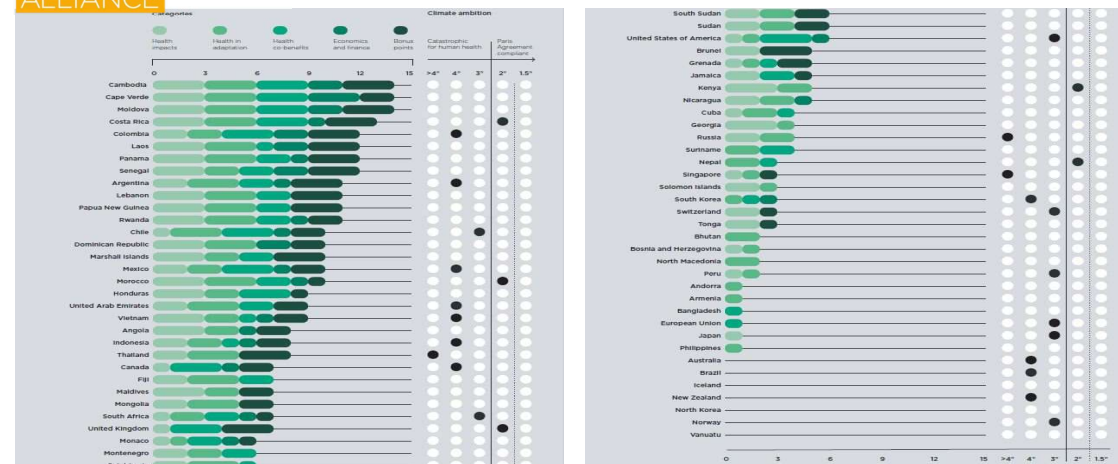 ALLIANCE
Categories
Climate ambition
Health impacts
Health in adaptation
Health co-benefits
Economics and finance
Bonus points
Catastrophic for human health
Paris Agreement compliant
0 3 6 9 12 15 >4° 4° 3° 2° 1.5°
Cambodia
Cape Verde
Moldova
Costa Rica
Colombia
Laos
Panama
Senegal
Argentina
Lebanon
Papua New Guinea
Rwanda
Chile
Dominican Republic
Marshall Islands
Mexico
Morocco
Honduras
United Arab Emirates
Vietnam
Angola
Indonesia
Thailand
Canada
Fiji
Maldives
Mongolia
South Africa
United Kingdom
Monaco
Montenegro
South Sudan
Sudan
United States of America
Brunei
Grenada
Jamaica
Kenya
Nicaragua
Cuba
Georgia
Russia
Suriname
Nepal
Singapore
Solomon Islands
South Korea
Switzerland
Tonga
Bhutan
Bosnia and Herzegovina
North Macedonia
Peru
Andorra
Armenia
Bangladesh
European Union
Japan
Philippines
Australia
Brazil
Iceland
New Zealand
North Korea
Norway
Vanuatu
0 3 6 9 12 15 >4° 4° 3° 2° 1.5°